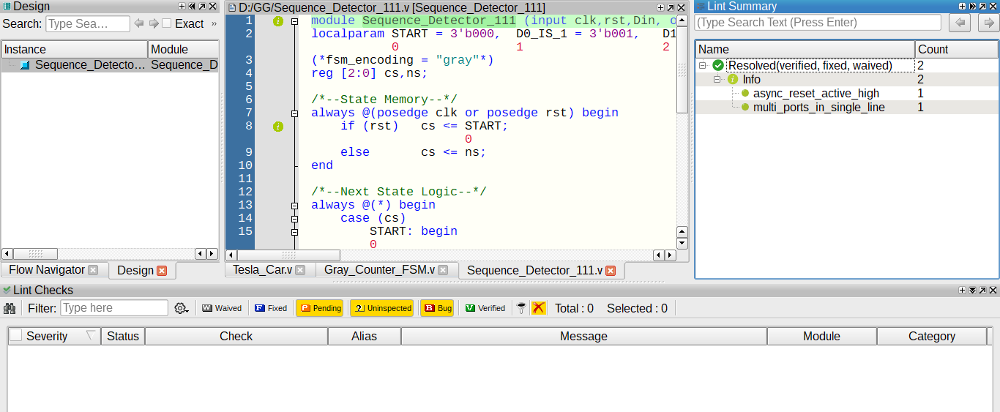 Design
Search: Type Sea… Exact »
Instance Module
Sequence_Detecto... Sequence_D
Flow Navigator Design
D:/GG/Sequence_Detector_111.v [Sequence_Detector_111]
1 module Sequence_Detector_111 (input clk,rst,Din, o
2 localparam START = 3'b000, D0_IS_1 = 3'b001, D1
0 1 2
3 (*fsm_encoding = "gray"*)
4 reg [2:0] cs,ns;
5
6 /*--State Memory--*/
7 always @(posedge clk or posedge rst) begin
8 if (rst) cs <= START;
0
9 else cs <= ns;
10 end
11
12 /*--Next State Logic--*/
13 always @(*) begin
14 case (cs)
15 START: begin
0
Tesla_Car.v Gray_Counter_FSM.v Sequence_Detector_111.v
Lint Summary
(Type Search Text (Press Enter)
Name Count
Resolved(verified, fixed, waived) 2
Info 2
async_reset_active_high 1
multi_ports_in_single_line 1
Lint Checks
Filter: Type here W Waived F Fixed P Pending ? Uninspected B Bug V Verified Total : 0 Selected : 0
Severity Status Check Alias Message Module Category